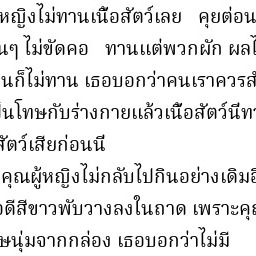 หญิงไม่ทานเนื้อสัตว์เลย คุยต่อน
นๆ ไม่ขัดคอ ทานแต่พวกผัก ผลไ
นก็ไม่ทาน เธอบอกว่าคนเราควรส
ป็นโทษกับร่างกายแล้วเนื้อสัตว์นี่ทา
สัตว์เสียก่อนนี่
คุณผู้หญิงไม่กลับไปกินอย่างเดิมอี
อดีสีขาวพับวางลงในถาด เพราะคุณ
ษนุ่มจากกล่อง เธอบอกว่าไม่มี